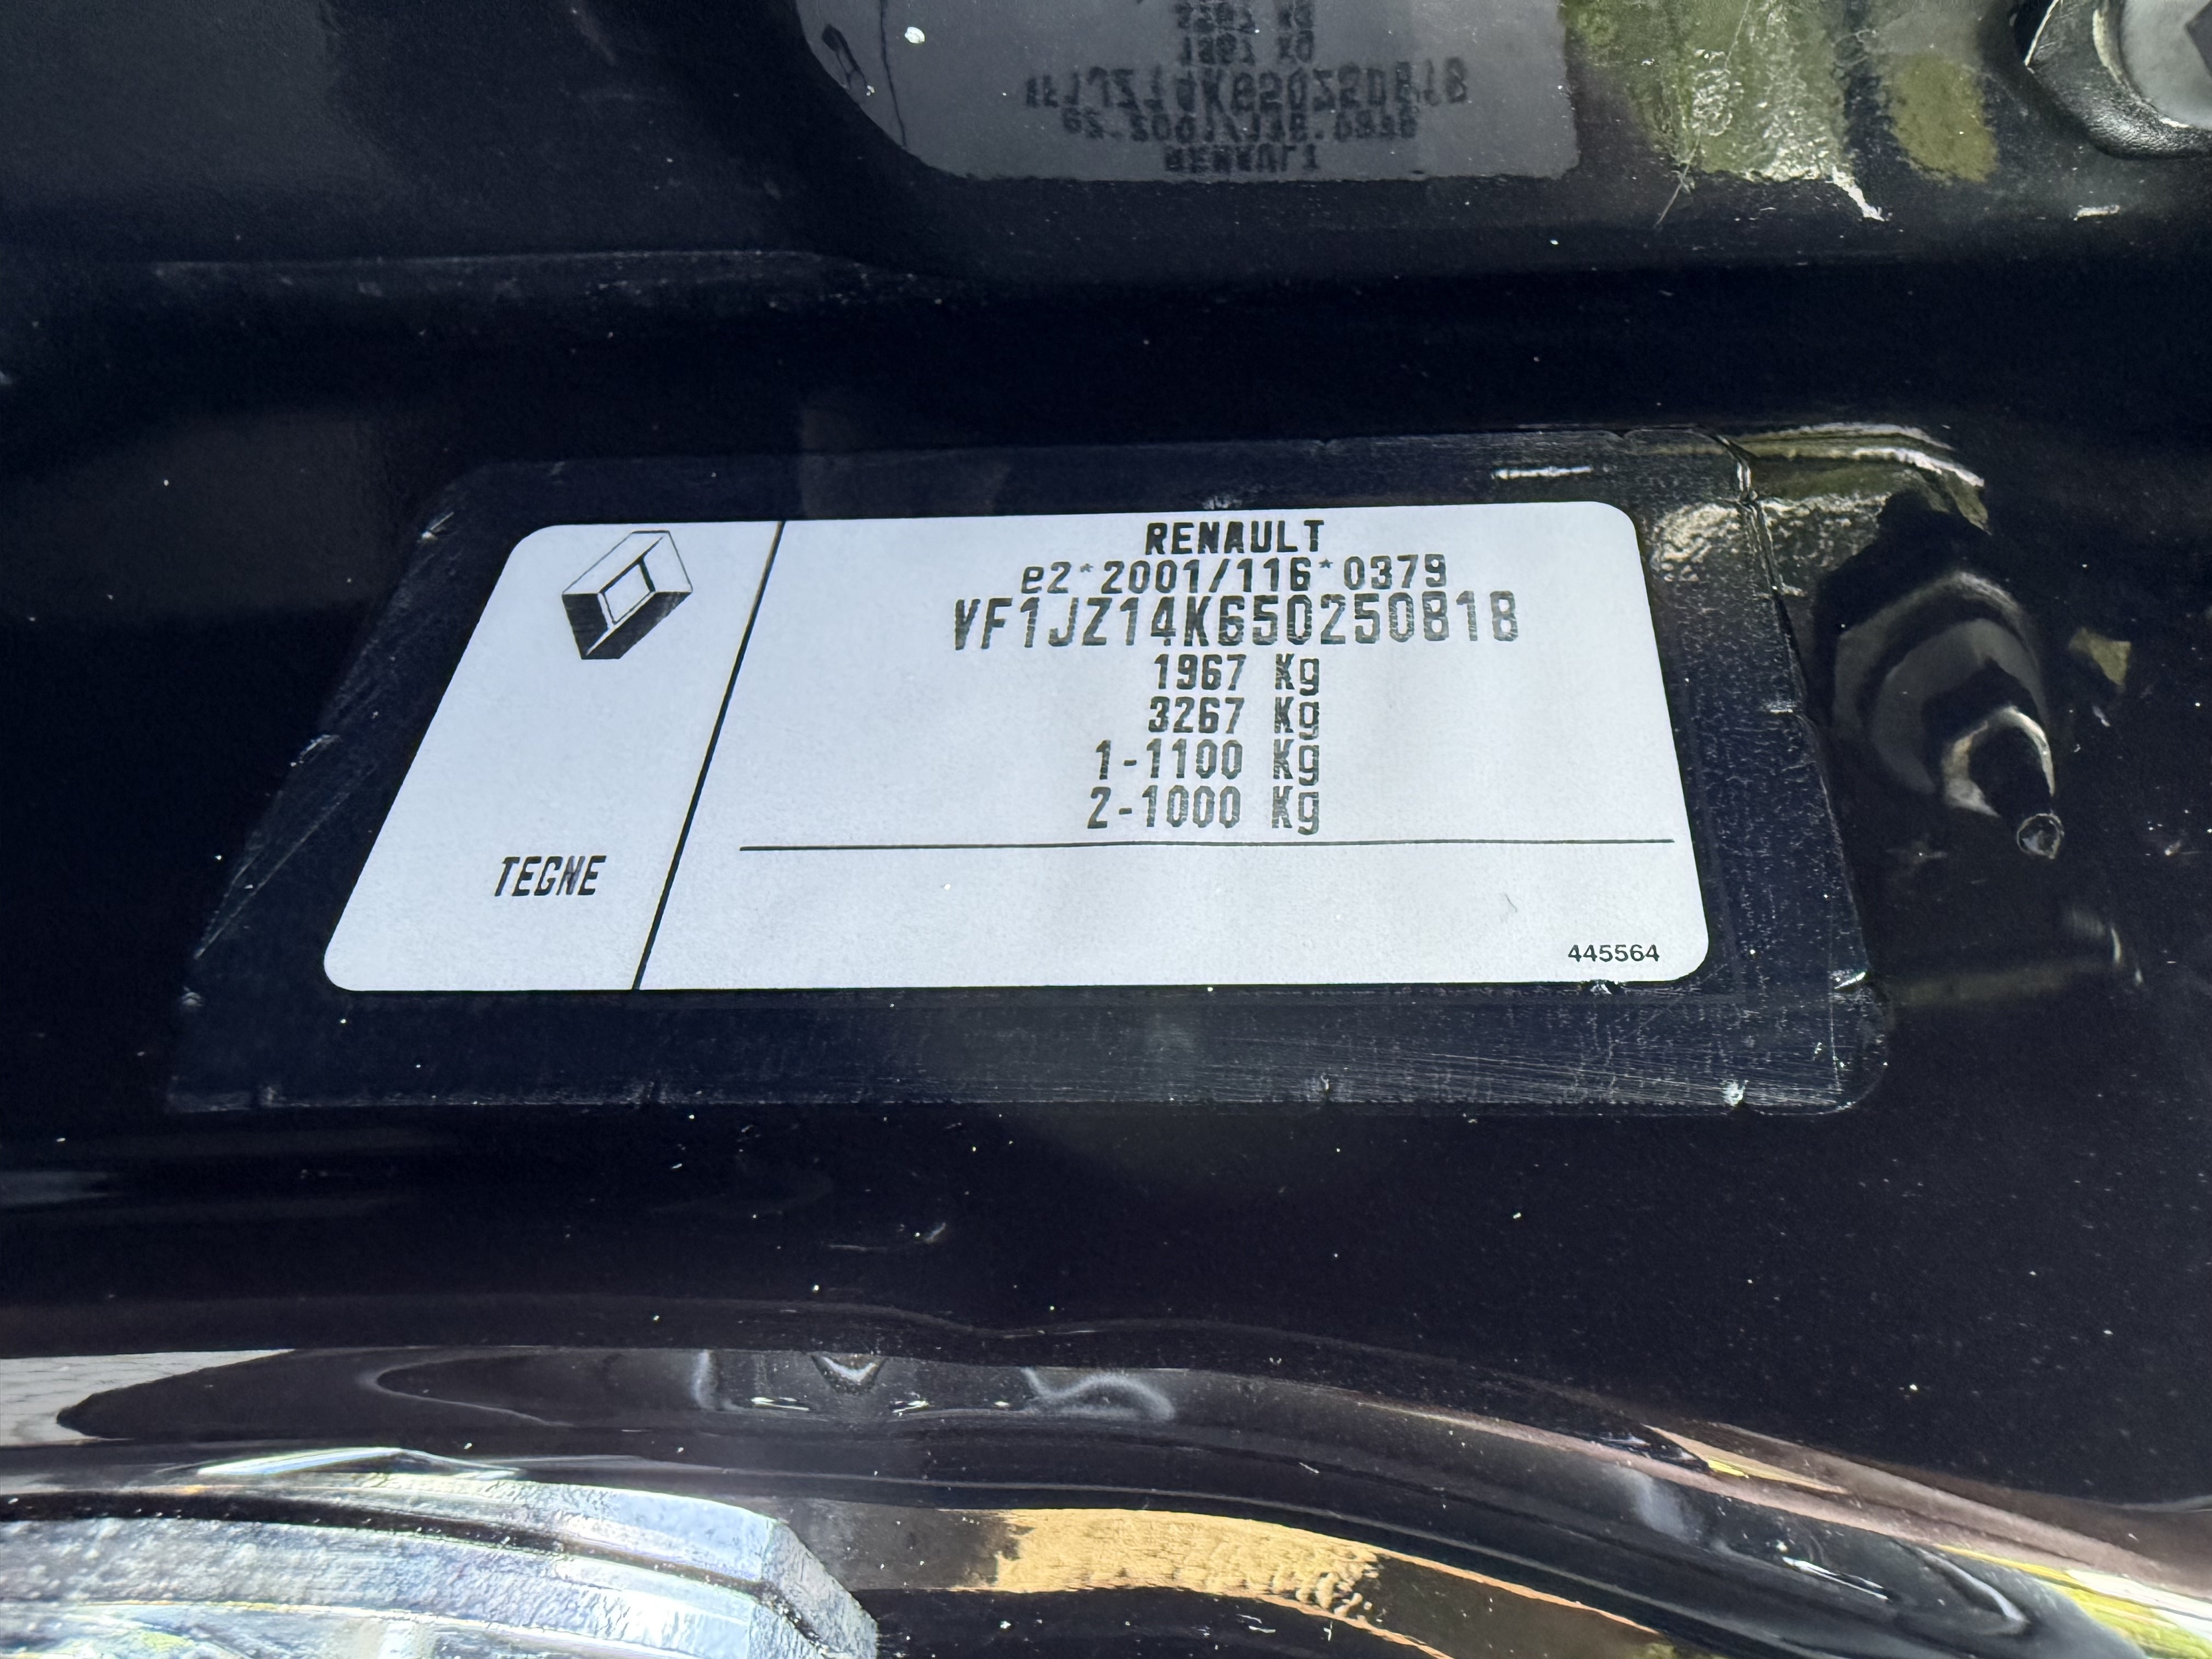 RENAULT
e2*2001/116*0379
VF1JZ14K650250818
1967 Kg
3267 Kg
1-1100 Kg
2-1000 Kg
TEGNE
445564